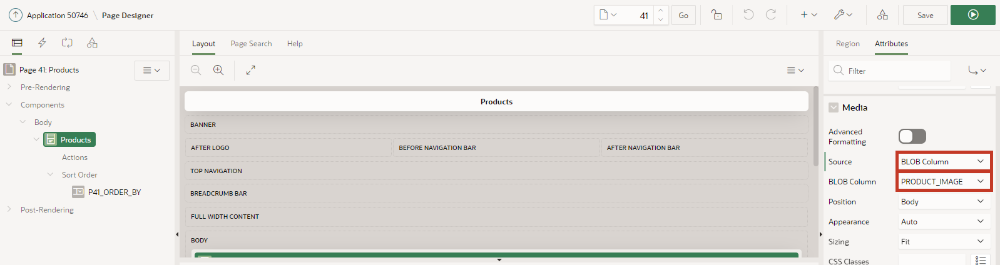 Application 50746 \ Page Designer
41
Go
Save
Layout
Page Search
Help
Region
Attributes
Page 41: Products
Filter
Pre-Rendering
Components
Body
Products
Actions
Sort Order
P41_ORDER_BY
Post-Rendering
Products
BANNER
AFTER LOGO
BEFORE NAVIGATION BAR
AFTER NAVIGATION BAR
TOP NAVIGATION
BREADCRUMB BAR
FULL WIDTH CONTENT
BODY
Media
Advanced
Formatting
Source
BLOB Column
BLOB Column
PRODUCT_IMAGE
Position
Body
Appearance
Auto
Sizing
Fit
CSS Classes